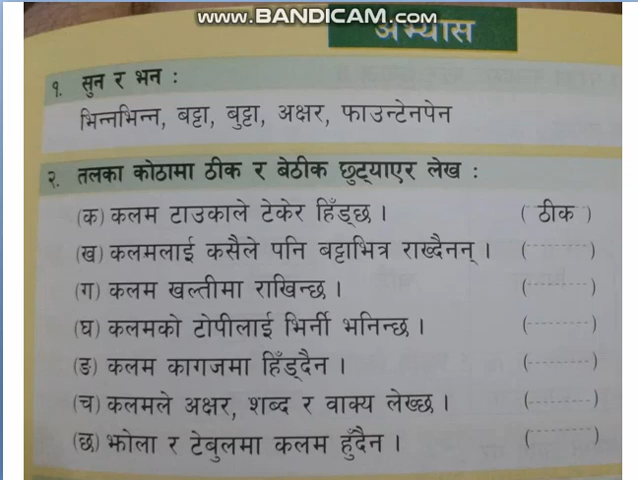 www.BANDICAM.com
अभ्यास
१. सुन र भन :
भिन्नभिन्न, बट्टा, बुट्टा, अक्षर, फाउन्टेनपेन
२. तलका कोठामा ठीक र बेठीक छुट्याएर लेख :
(क) कलम टाउकाले टेकेर हिँड्छ । ( ठीक )
(ख) कलमलाई कसैले पनि बट्टाभित्र राख्दैनन् । (--------)
(ग) कलम खल्तीमा राखिन्छ । (--------)
(घ) कलमको टोपीलाई भिर्नी भनिन्छ । (--------)
(ङ) कलम कागजमा हिँड्दैन । (--------)
(च) कलमले अक्षर, शब्द र वाक्य लेख्छ । (--------)
(छ) झोला र टेबुलमा कलम हुँदैन । (--------)